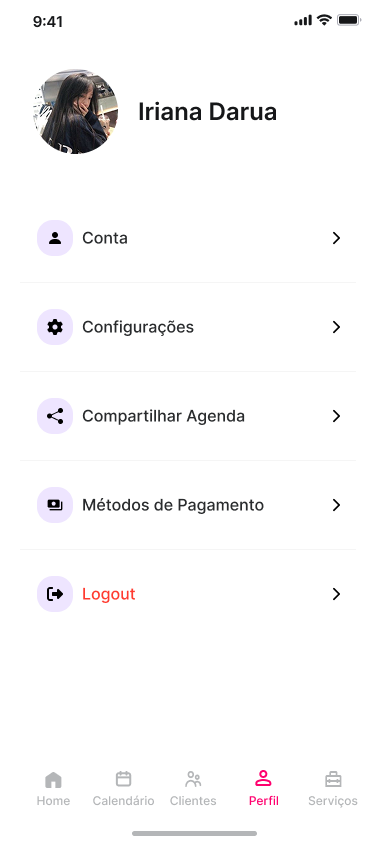 9:41
Iriana Darua
Conta
Configurações
Compartilhar Agenda
Métodos de Pagamento
Logout
Home
Calendário
Clientes
Perfil
Serviços